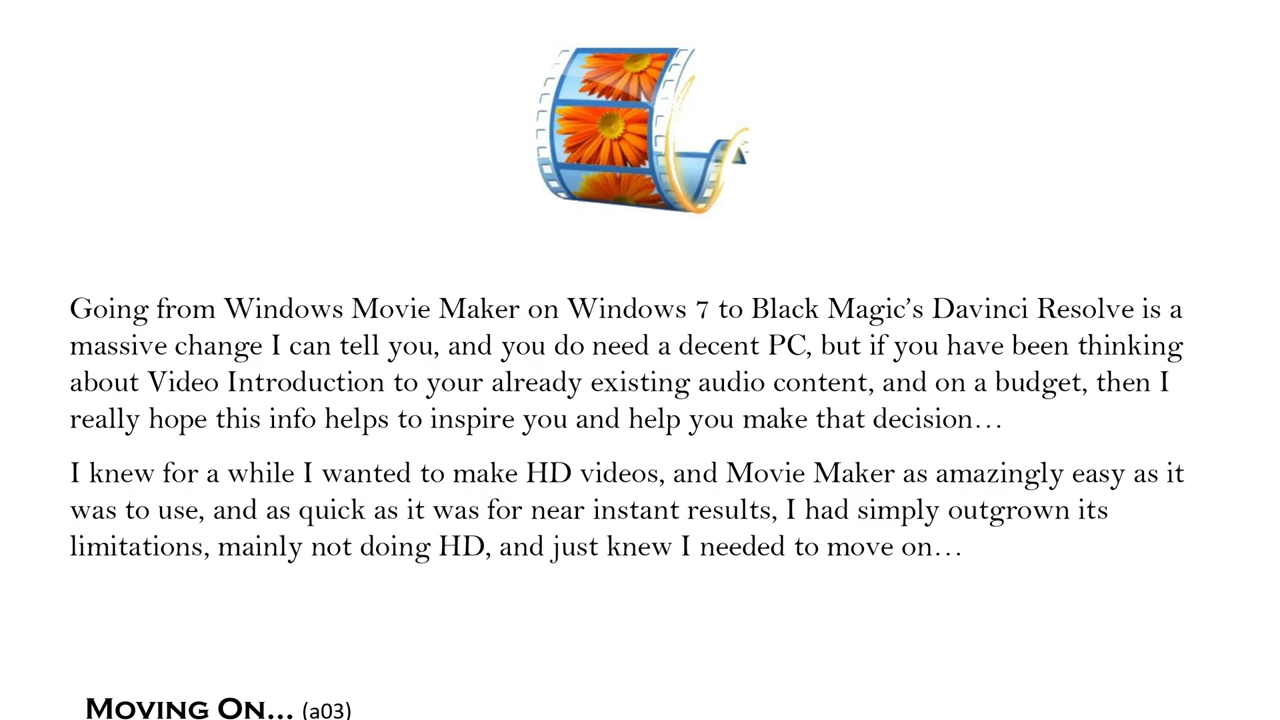 Going from Windows Movie Maker on Windows 7 to Black Magic’s Davinci Resolve is a
massive change I can tell you, and you do need a decent PC, but if you have been thinking
about Video Introduction to your already existing audio content, and on a budget, then I
really hope this info helps to inspire you and help you make that decision…
I knew for a while I wanted to make HD videos, and Movie Maker as amazingly easy as it
was to use, and as quick as it was for near instant results, I had simply outgrown its
limitations, mainly not doing HD, and just knew I needed to move on…
Moving On… (a03)